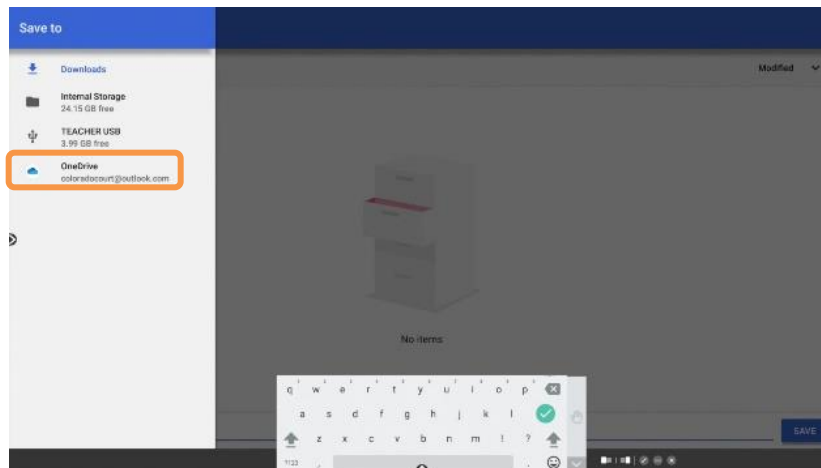 Save to
Downloads
Modified
Internal Storage
24.15 GB free
TEACHER USB
3.99 GB free
OneDrive
coloradocourt@outlook.com
No items
q w e r t y u i o p
a s d f g h j k l
z x c v b n m ! ?
SAVE
?123 , .